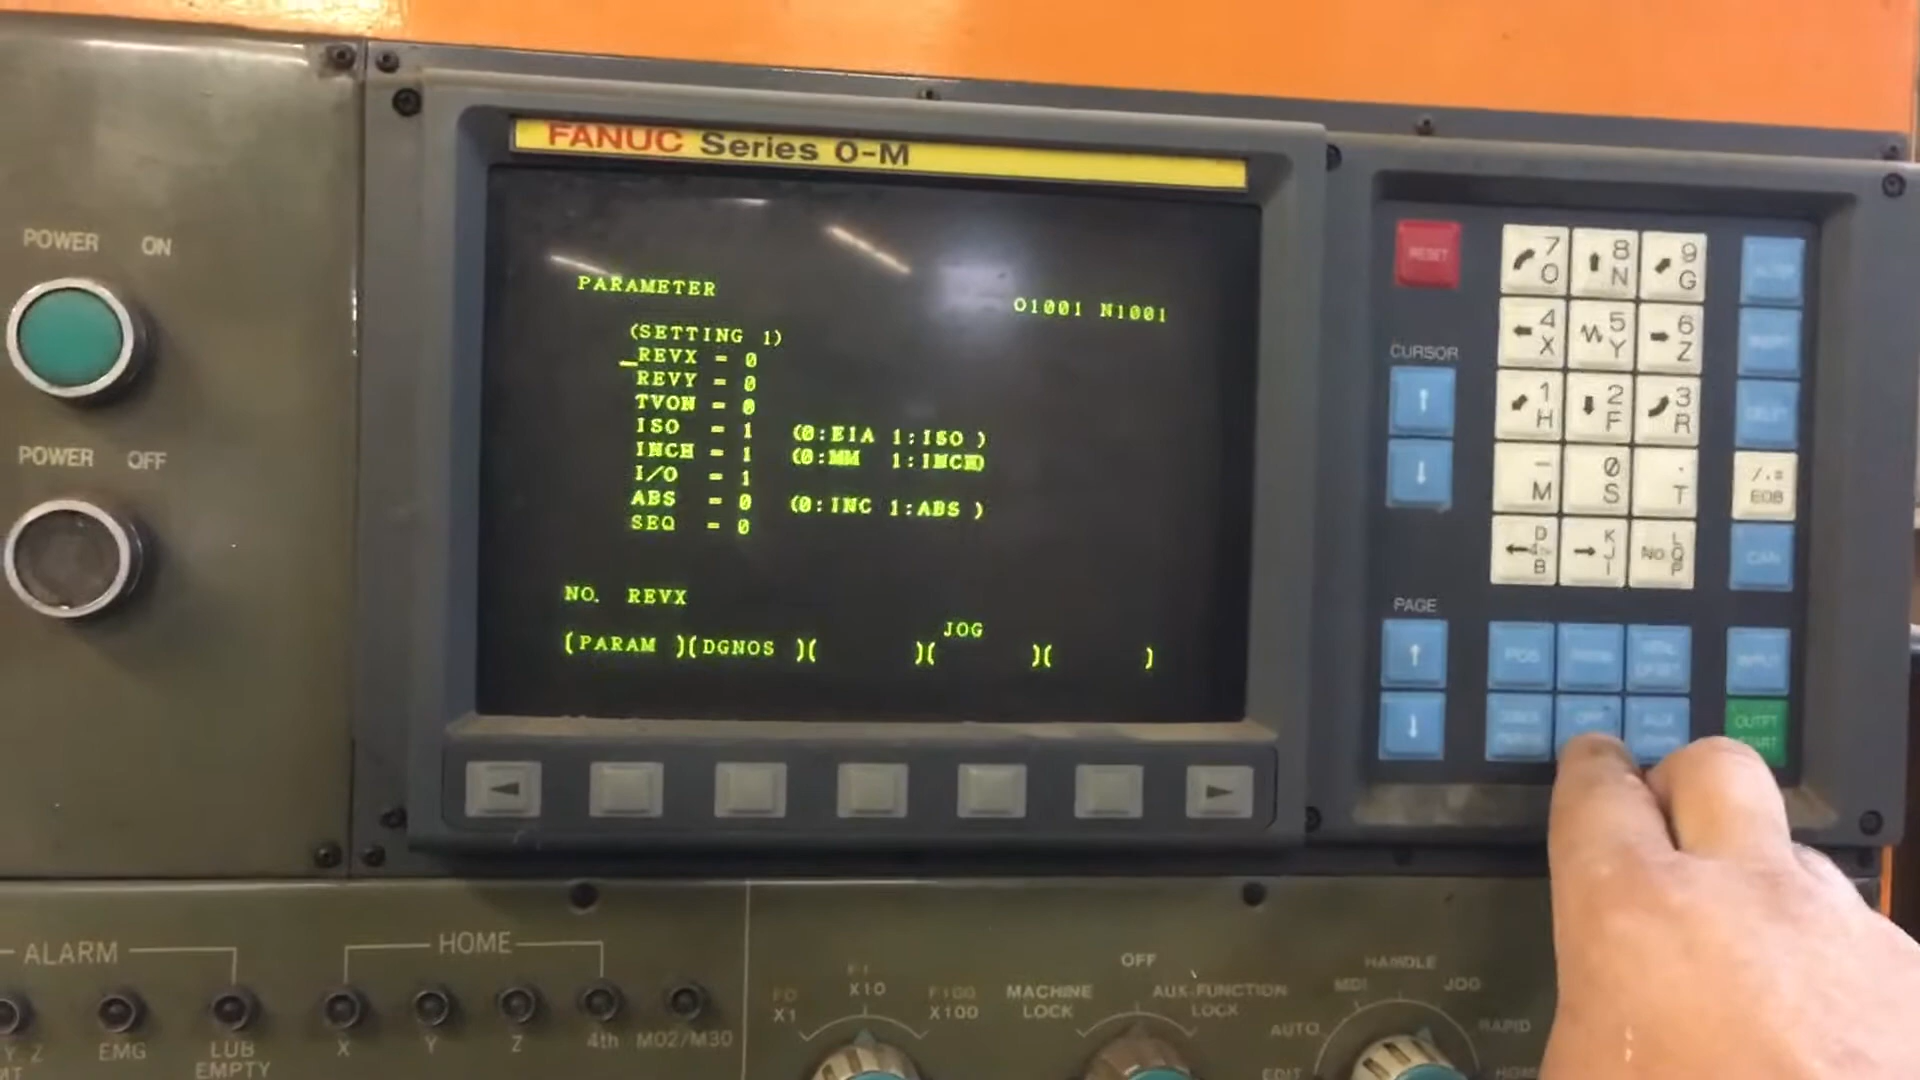 FANUC Series 0-M
POWER ON
POWER OFF
PARAMETER
O1001 N1001
(SETTING 1)
_REVX = 0
REVY = 0
TVON = 0
ISO = 1 (0:EIA 1:ISO )
INCH = 1 (0:MM 1:INCH)
I/O = 1
ABS = 0 (0:INC 1:ABS )
SEQ = 0
NO. REVX
JOG
(PARAM )(DGNOS )( )( )( )
RESET
7 O
8 N
9 G
CURSOR
4 X
5 Y
6 Z
1 H
2 F
3 R
- M
0 S
. T
/.# EOB
D 4th B
K J I
NO. L Q P
CAN
PAGE
POS
INPUT
OUTPT START
ALARM
HOME
Y Z
EMG
LUB EMPTY
X
Y
Z
4th
M02/M30
F0 X1
F1 X10
F100 X100
MACHINE LOCK
OFF
AUX.FUNCTION LOCK
EDIT
AUTO
MDI
HANDLE
JOG
RAPID